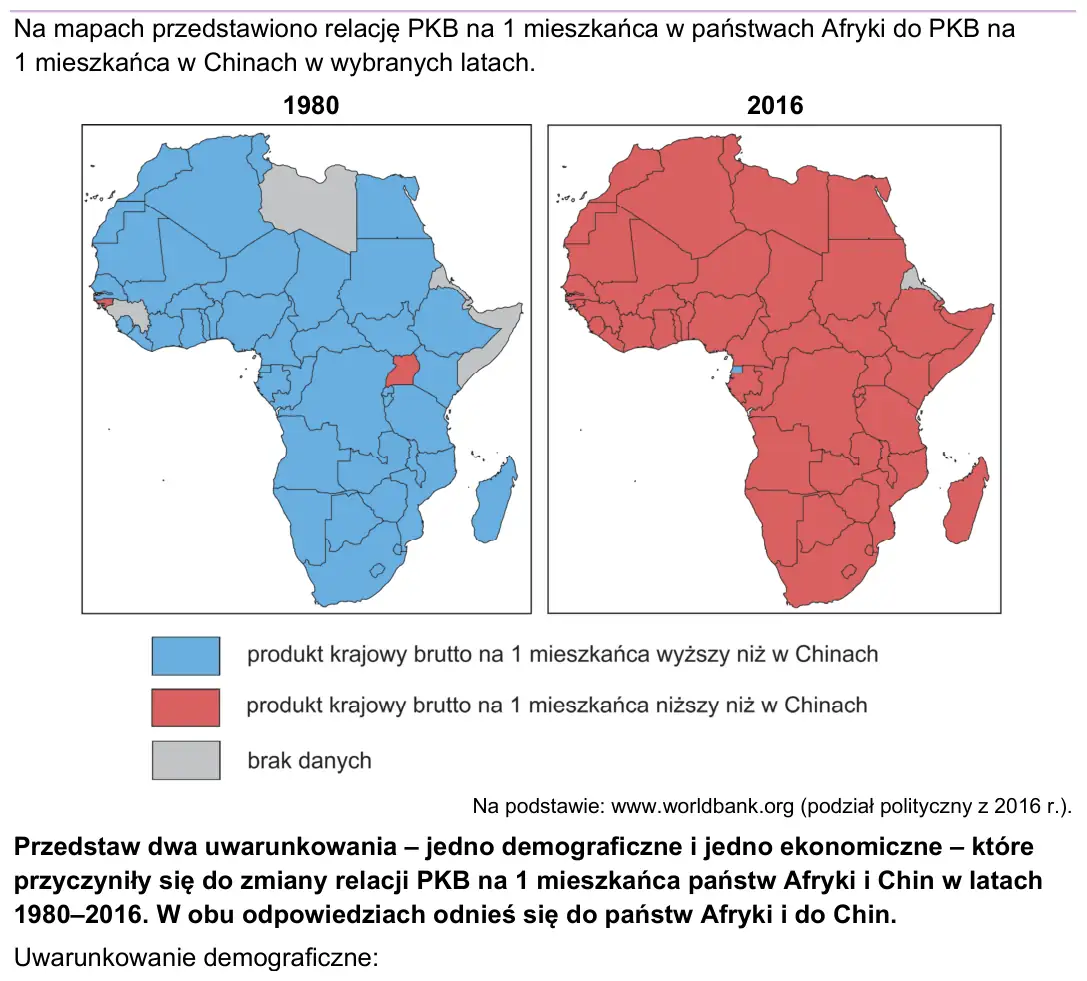 Na mapach przedstawiono relację PKB na 1 mieszkańca w państwach Afryki do PKB na
1 mieszkańca w Chinach w wybranych latach.
1980
2016
produkt krajowy brutto na 1 mieszkańca wyższy niż w Chinach
produkt krajowy brutto na 1 mieszkańca niższy niż w Chinach
brak danych
Na podstawie: www.worldbank.org (podział polityczny z 2016 r.).
Przedstaw dwa uwarunkowania – jedno demograficzne i jedno ekonomiczne – które
przyczyniły się do zmiany relacji PKB na 1 mieszkańca państw Afryki i Chin w latach
1980–2016. W obu odpowiedziach odnieś się do państw Afryki i do Chin.
Uwarunkowanie demograficzne: